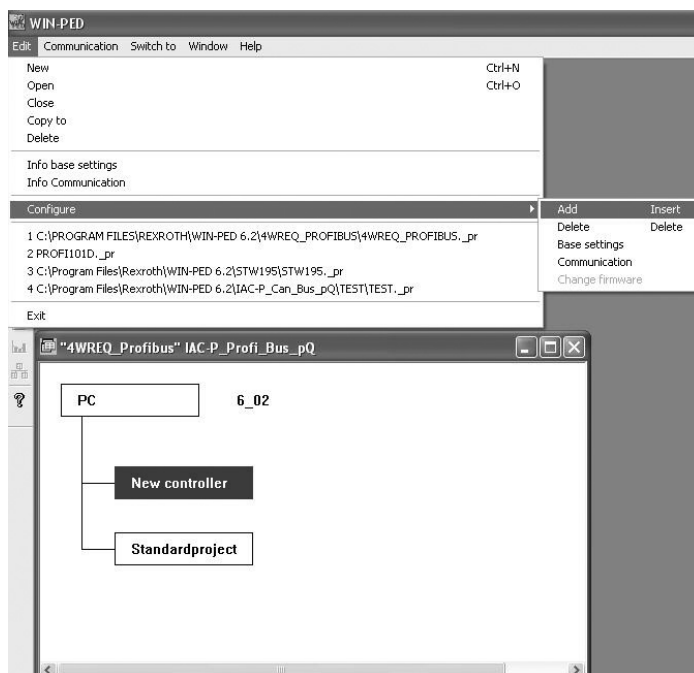 WIN-PED
Edit Communication Switch to Window Help
New Ctrl+N
Open Ctrl+O
Close
Copy to
Delete
Info base settings
Info Communication
Configure
Add Insert
Delete Delete
Base settings
Communication
Change firmware
1 C:\PROGRAM FILES\REXROTH\WIN-PED 6.2\4WREQ_PROFIBUS\4WREQ_PROFIBUS._pr
2 PROFI101D._pr
3 C:\Program Files\Rexroth\WIN-PED 6.2\STW195\STW195._pr
4 C:\Program Files\Rexroth\WIN-PED 6.2\IAC-P_Can_Bus_pQ\TEST\TEST._pr
Exit
"4WREQ_Profibus" IAC-P_Profi_Bus_pQ
PC 6_02
New controller
Standardproject